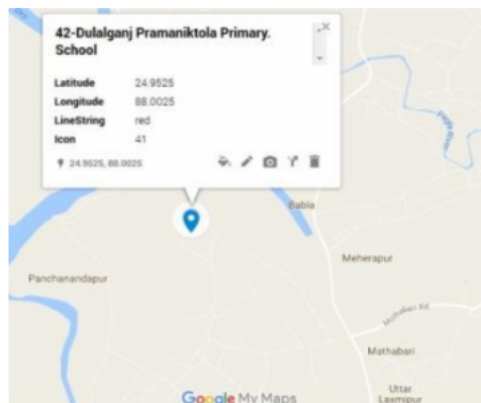 42-Dulalganj Pramaniktola Primary.
School
Latitude 24.9525
Longitude 88.0025
LineString red
Icon 41
24.9525, 88.0025
Babla
Meherapur
Panchanandapur
Mothabari Rd
Mathabari
Uttar
Laxmipur
Google My Maps